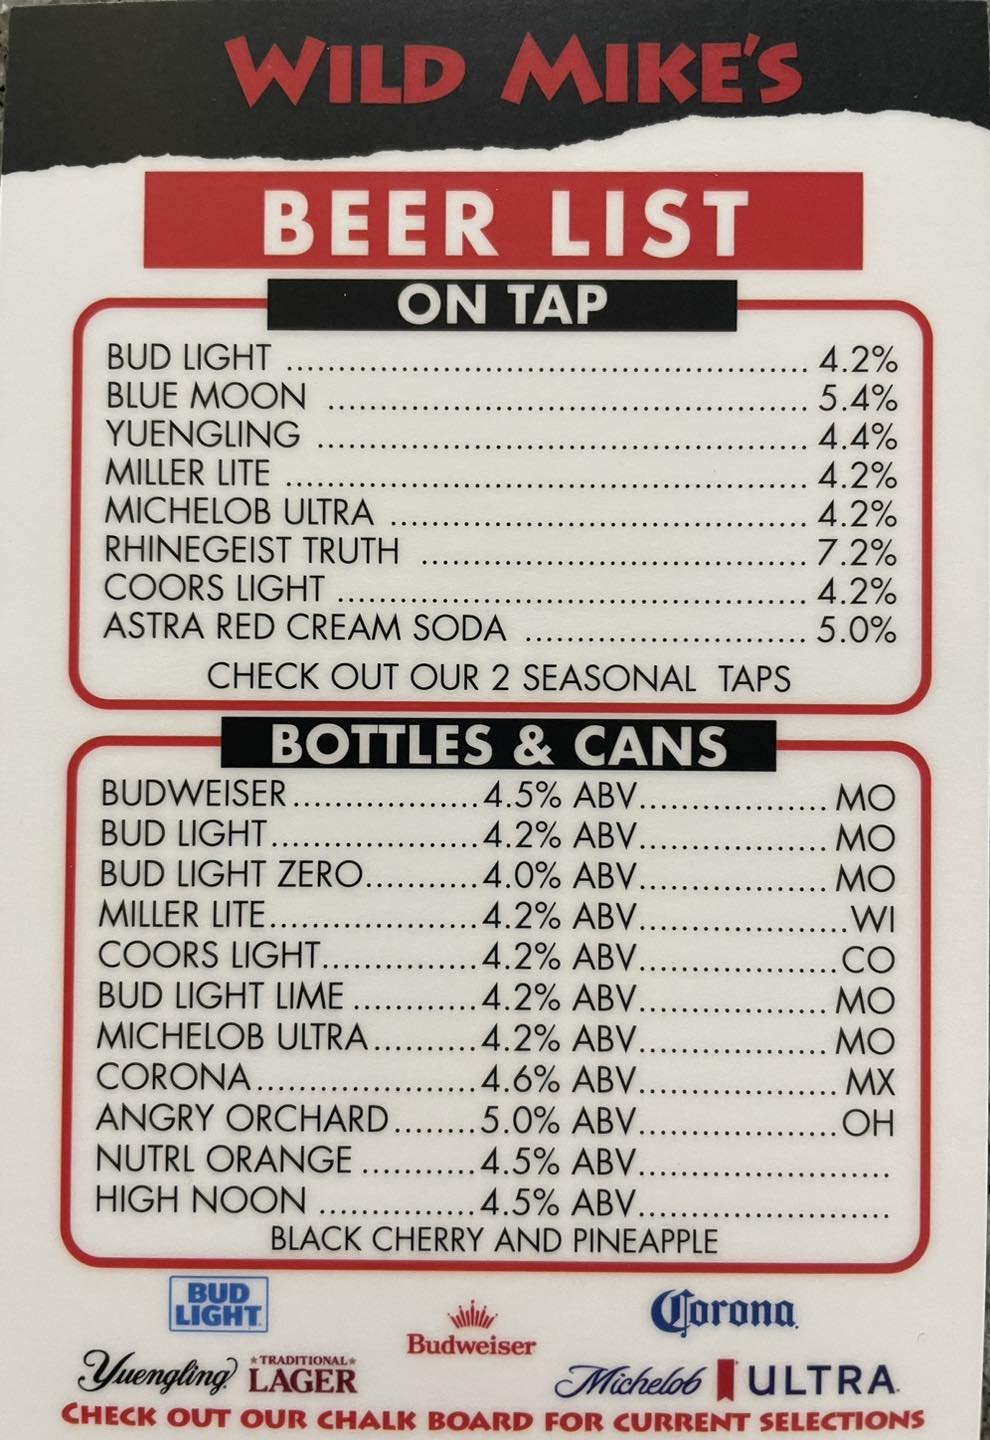 WILD MIKE'S
BEER LIST
ON TAP
BUD LIGHT ............................................ 4.2%
BLUE MOON ........................................ 5.4%
YUENGLING ......................................... 4.4%
MILLER LITE ............................................ 4.2%
MICHELOB ULTRA ................................... 4.2%
RHINEGEIST TRUTH ................................ 7.2%
COORS LIGHT ....................................... 4.2%
ASTRA RED CREAM SODA ........................ 5.0%
CHECK OUT OUR 2 SEASONAL TAPS
BOTTLES & CANS
BUDWEISER................4.5% ABV................ MO
BUD LIGHT..................4.2% ABV................ MO
BUD LIGHT ZERO..........4.0% ABV................ MO
MILLER LITE..................4.2% ABV..................WI
COORS LIGHT.............4.2% ABV.................CO
BUD LIGHT LIME ..........4.2% ABV................ MO
MICHELOB ULTRA.........4.2% ABV................ MO
CORONA...................4.6% ABV................ MX
ANGRY ORCHARD.......5.0% ABV.................OH
NUTRL ORANGE ..........4.5% ABV.....................
HIGH NOON .............4.5% ABV.....................
BLACK CHERRY AND PINEAPPLE
BUD
LIGHT
Budweiser
Corona
Yuengling TRADITIONAL LAGER
Michelob ULTRA
CHECK OUT OUR CHALK BOARD FOR CURRENT SELECTIONS